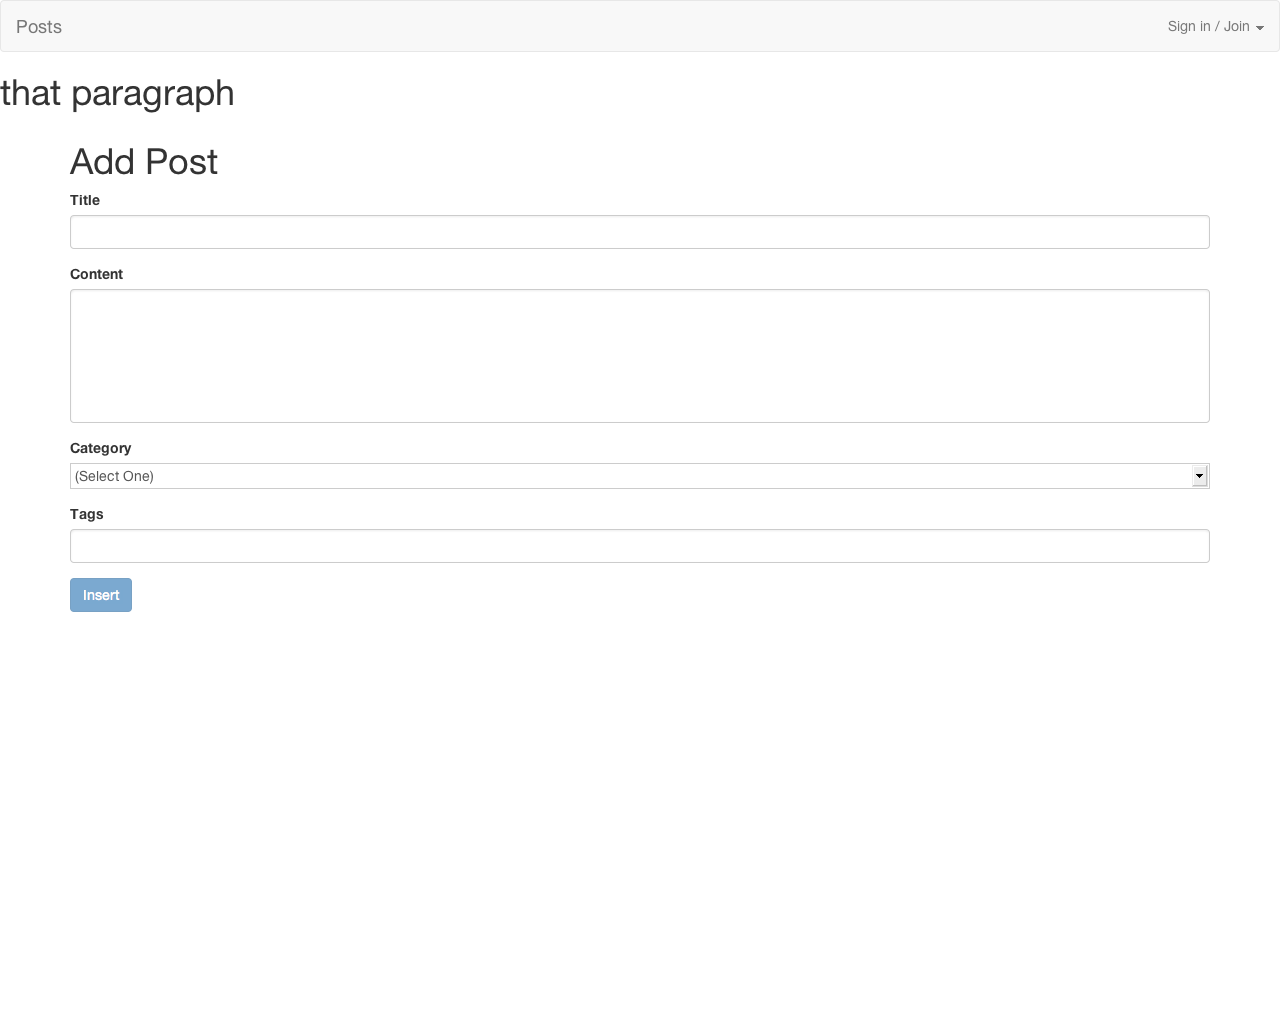 Posts
Sign in / Join
that paragraph
Add Post
Title
Content
Category
(Select One)
Tags
Insert